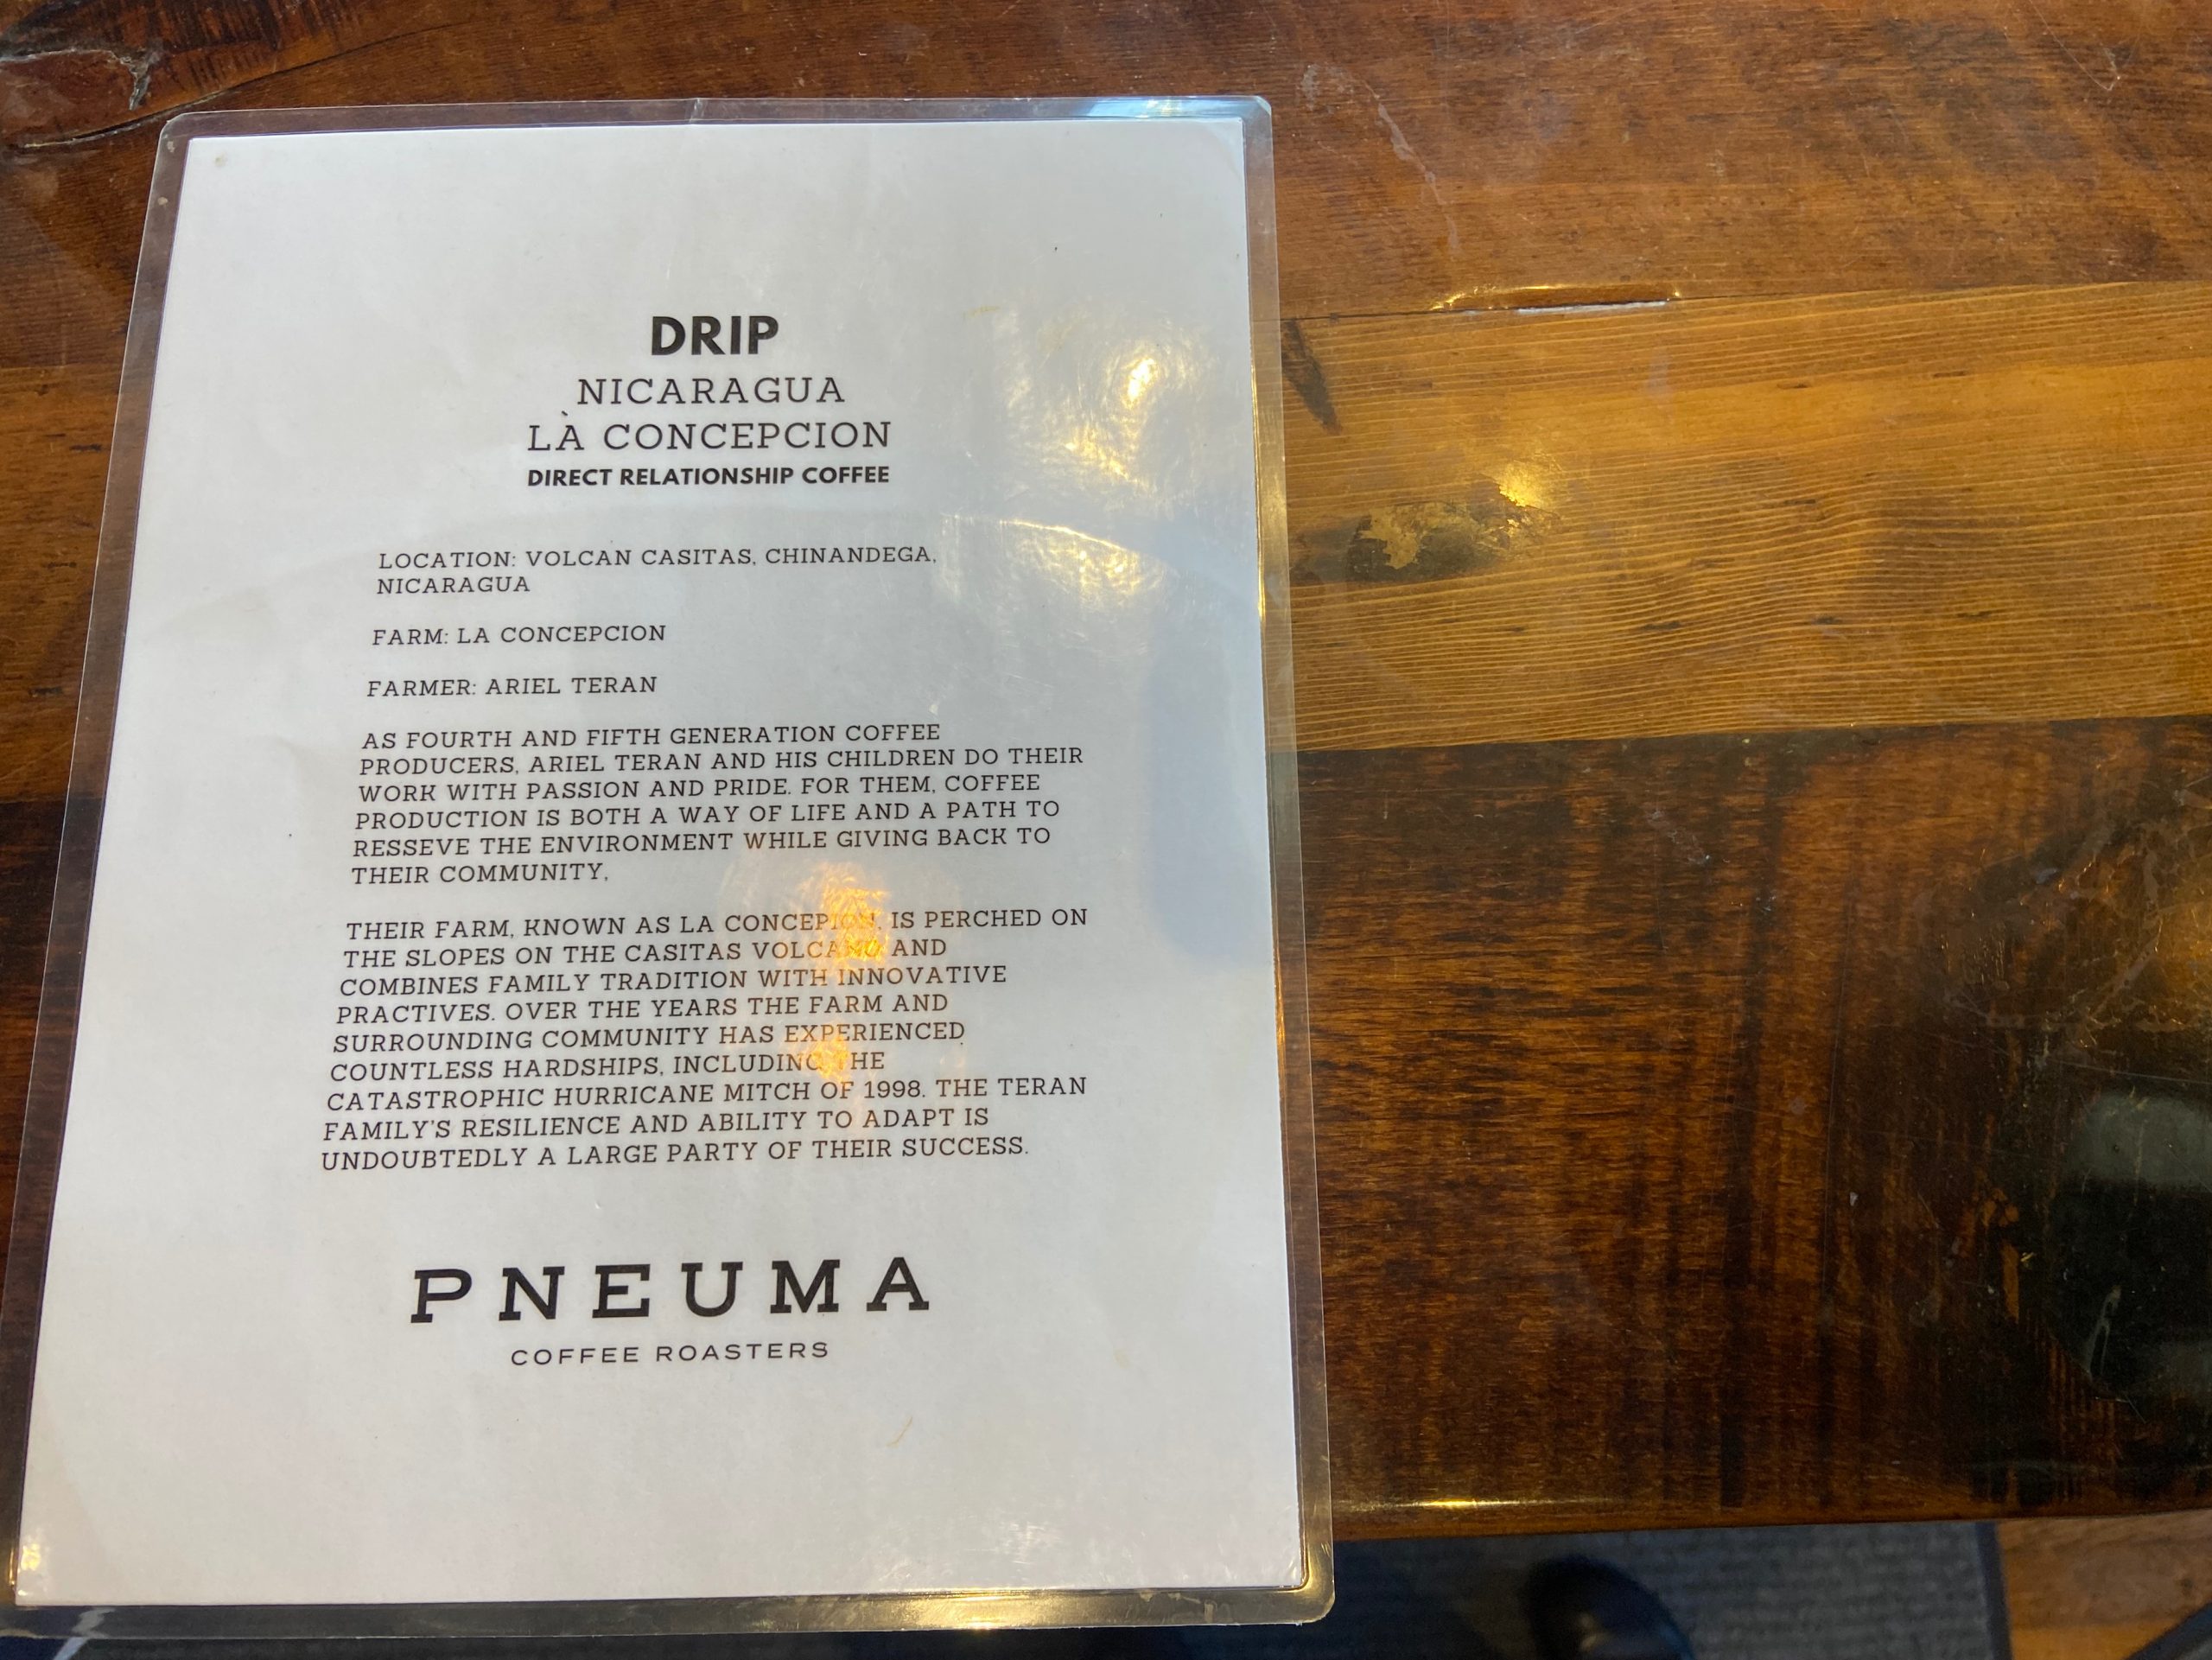 DRIP
NICARAGUA
LA CONCEPCION
DIRECT RELATIONSHIP COFFEE
LOCATION: VOLCAN CASITAS, CHINANDEGA,
NICARAGUA
FARM: LA CONCEPCION
FARMER: ARIEL TERAN
AS FOURTH AND FIFTH GENERATION COFFEE
PRODUCERS, ARIEL TERAN AND HIS CHILDREN DO THEIR
WORK WITH PASSION AND PRIDE. FOR THEM, COFFEE
PRODUCTION IS BOTH A WAY OF LIFE AND A PATH TO
RESSEVE THE ENVIRONMENT WHILE GIVING BACK TO
THEIR COMMUNITY,
THEIR FARM, KNOWN AS LA CONCEPION, IS PERCHED ON
THE SLOPES ON THE CASITAS VOLCANO AND
COMBINES FAMILY TRADITION WITH INNOVATIVE
PRACTIVES. OVER THE YEARS THE FARM AND
SURROUNDING COMMUNITY HAS EXPERIENCED
COUNTLESS HARDSHIPS, INCLUDING THE
CATASTROPHIC HURRICANE MITCH OF 1998. THE TERAN
FAMILY'S RESILIENCE AND ABILITY TO ADAPT IS
UNDOUBTEDLY A LARGE PARTY OF THEIR SUCCESS.
PNEUMA
COFFEE ROASTERS